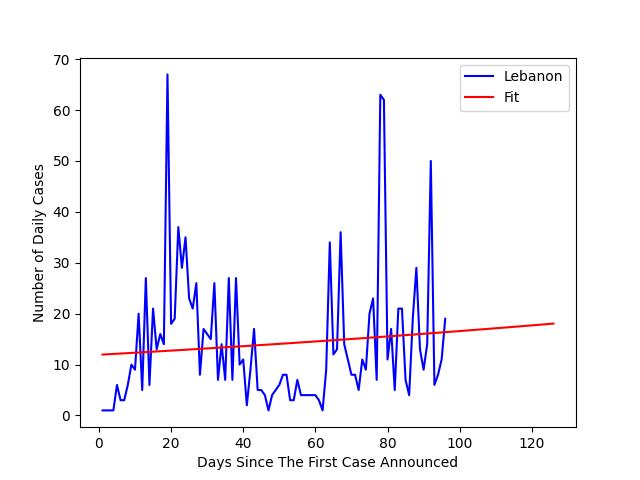 70
60
50
40
30
20
10
0
0 20 40 60 80 100 120
Number of Daily Cases
Days Since The First Case Announced
Lebanon
Fit